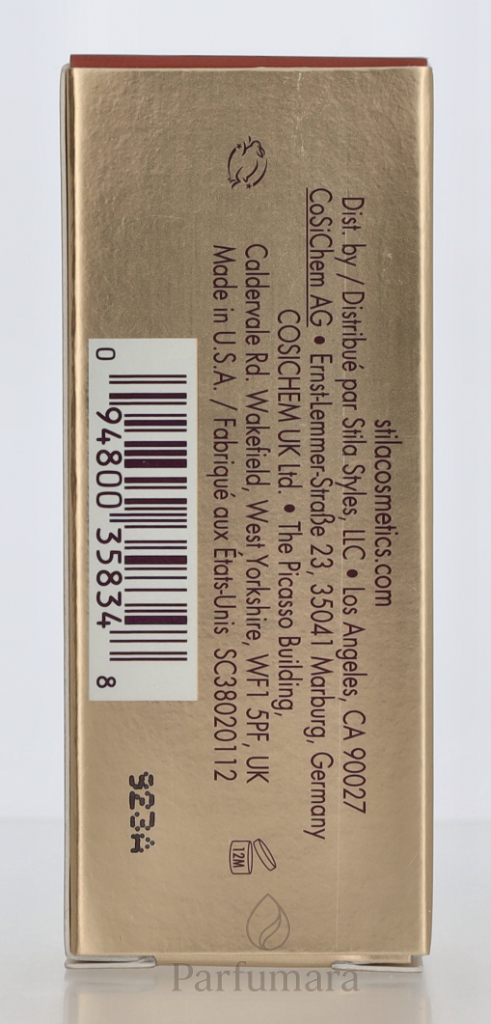 stilacosmetics.com
Dist. by / Distribué par Stila Styles, LLC • Los Angeles, CA 90027
CoSiChem AG • Ernst-Lemmer-Straße 23, 35041 Marburg, Germany
COSICHEM UK Ltd. • The Picasso Building,
Caldervale Rd. Wakefield, West Yorkshire, WF1 5PF, UK
Made in U.S.A. / Fabriqué aux États-Unis SC38020112
12M
0 94800 35834 8
923A
Parfumara